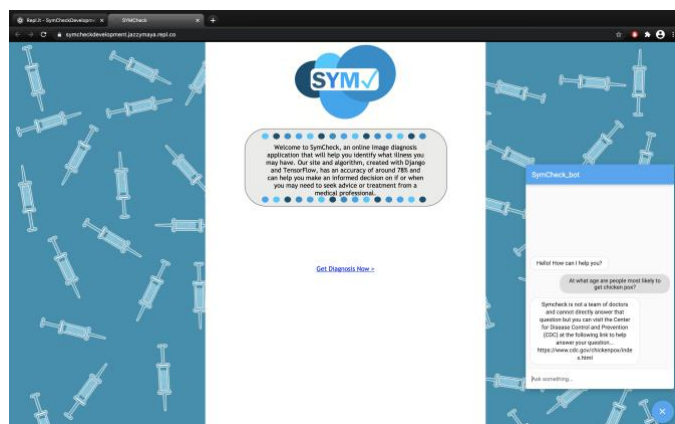 Repl.it - SymCheckDevelopm
SYMCheck
symcheckdevelopment.jazzymaya.repl.co
SYM
Welcome to SymCheck, an online image diagnosis
application that will help you identify what illness you
may have. Our site and algorithm, created with Django
and TensorFlow, has an accuracy of around 78% and
can help you make an informed decision on if or when
you may need to seek advice or treatment from a
medical professional.
Get Diagnosis Now >
SymCheck_bot
Hello! How can I help you?
At what age are people most likely to
get chicken pox?
Symcheck is not a team of doctors
and cannot directly answer that
question but you can visit the Center
for Disease Control and Prevention
(CDC) at the following link to help
answer your question...
https://www.cdc.gov/chickenpox/inde
x.html
Ask something...